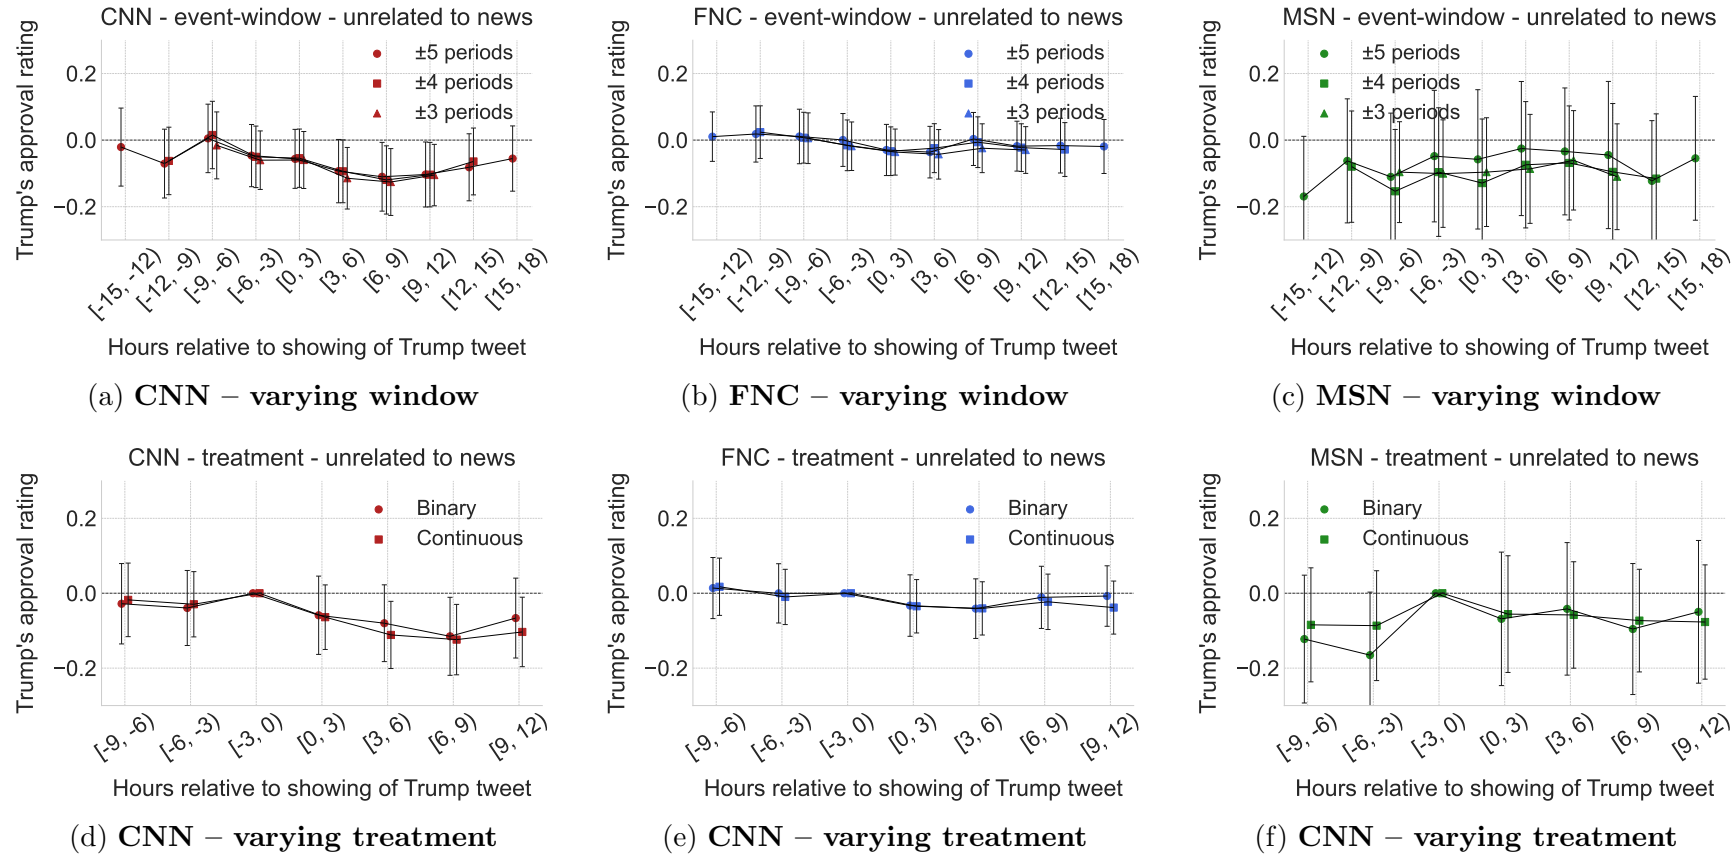 CNN - event-window - unrelated to news
Trump's approval rating
±5 periods
±4 periods
±3 periods
0.2
0.0
−0.2
[-15, -12)
[-12, -9)
[-9, -6)
[-6, -3)
[0, 3)
[3, 6)
[6, 9)
[9, 12)
[12, 15)
[15, 18)
Hours relative to showing of Trump tweet
(a) CNN – varying window
FNC - event-window - unrelated to news
Trump's approval rating
±5 periods
±4 periods
±3 periods
0.2
0.0
−0.2
[-15, -12)
[-12, -9)
[-9, -6)
[-6, -3)
[0, 3)
[3, 6)
[6, 9)
[9, 12)
[12, 15)
[15, 18)
Hours relative to showing of Trump tweet
(b) FNC – varying window
MSN - event-window - unrelated to news
Trump's approval rating
±5 periods
±4 periods
±3 periods
0.2
0.0
−0.2
[-15, -12)
[-12, -9)
[-9, -6)
[-6, -3)
[0, 3)
[3, 6)
[6, 9)
[9, 12)
[12, 15)
[15, 18)
Hours relative to showing of Trump tweet
(c) MSN – varying window
CNN - treatment - unrelated to news
Trump's approval rating
Binary
Continuous
0.2
0.0
−0.2
[-9, -6)
[-6, -3)
[-3, 0)
[0, 3)
[3, 6)
[6, 9)
[9, 12)
Hours relative to showing of Trump tweet
(d) CNN – varying treatment
FNC - treatment - unrelated to news
Trump's approval rating
Binary
Continuous
0.2
0.0
−0.2
[-9, -6)
[-6, -3)
[-3, 0)
[0, 3)
[3, 6)
[6, 9)
[9, 12)
Hours relative to showing of Trump tweet
(e) CNN – varying treatment
MSN - treatment - unrelated to news
Trump's approval rating
Binary
Continuous
0.2
0.0
−0.2
[-9, -6)
[-6, -3)
[-3, 0)
[0, 3)
[3, 6)
[6, 9)
[9, 12)
Hours relative to showing of Trump tweet
(f) CNN – varying treatment